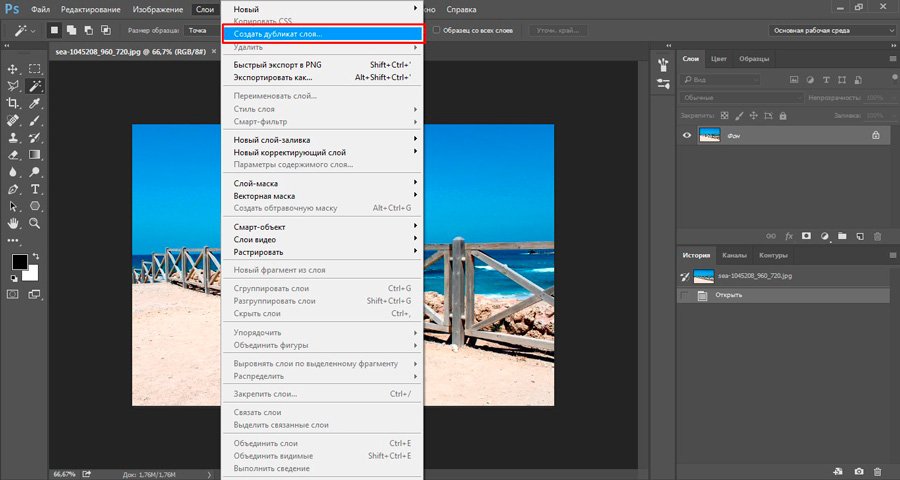 Ps
Файл Редактирование Изображение Слои
но Справка
Размер образца: Точка
Образец со всех слоев
Уточн. край...
Основная рабочая среда
sea-1045208_960_720.jpg @ 66,7% (RGB/8#)
Новый
Копировать CSS
Создать дубликат слоя...
Удалить
Быстрый экспорт в PNG Shift+Ctrl+'
Экспортировать как... Alt+Shift+Ctrl+'
Переименовать слой...
Стиль слоя
Смарт-фильтр
Новый слой-заливка
Новый корректирующий слой
Параметры содержимого слоя...
Слой-маска
Векторная маска
Создать обтравочную маску Alt+Ctrl+G
Смарт-объект
Слои видео
Растрировать
Новый фрагмент из слоя
Сгруппировать слои Ctrl+G
Разгруппировать слои Shift+Ctrl+G
Скрыть слои Ctrl+,
Упорядочить
Объединить фигуры
Выровнять слои по выделенному фрагменту
Распределить
Закрепить слои... Ctrl+/
Связать слои
Выделить связанные слои
Объединить слои Ctrl+E
Объединить видимые Shift+Ctrl+E
Выполнить сведение
Слои Цвет Образцы
Вид
Обычные Непрозрачность: 100%
Закрепить: Заливка: 100%
Фон
fx
История Каналы Контуры
sea-1045208_960_720.jpg
Открыть
66,67% Док: 1,76M/1,76M